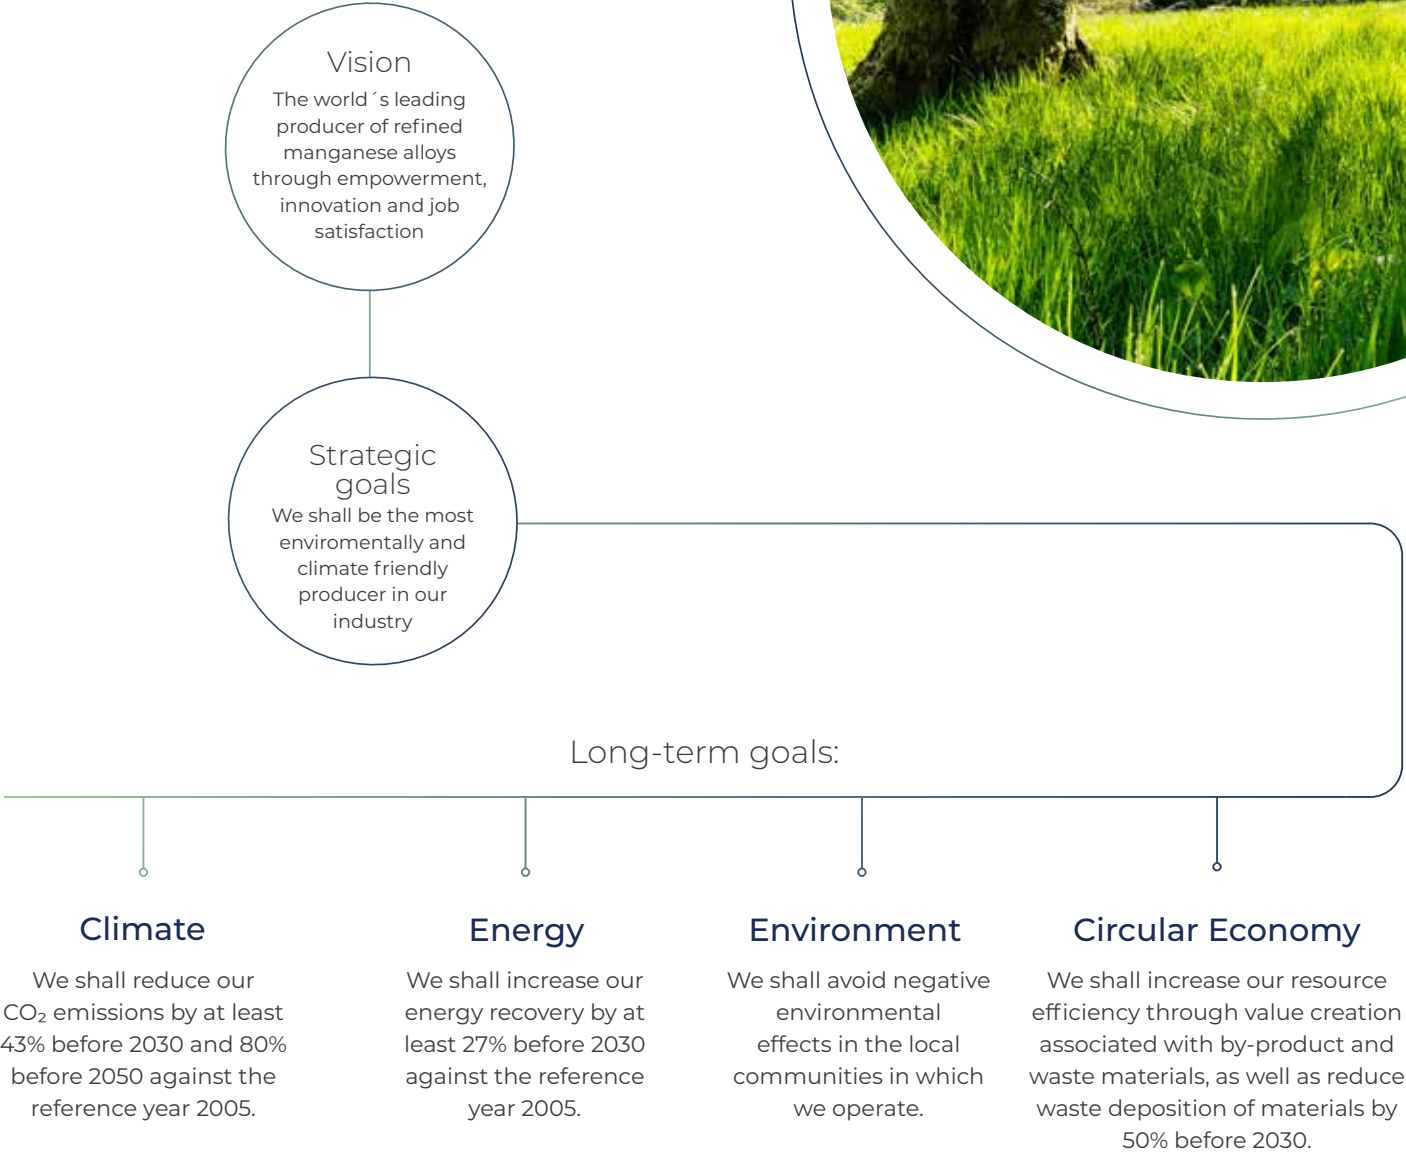 Vision
The world´s leading
producer of refined
manganese alloys
through empowerment,
innovation and job
satisfaction
Strategic
goals
We shall be the most
enviromentally and
climate friendly
producer in our
industry
Long-term goals:
Climate
We shall reduce our
CO₂ emissions by at least
43% before 2030 and 80%
before 2050 against the
reference year 2005.
Energy
We shall increase our
energy recovery by at
least 27% before 2030
against the reference
year 2005.
Environment
We shall avoid negative
environmental
effects in the local
communities in which
we operate.
Circular Economy
We shall increase our resource
efficiency through value creation
associated with by-product and
waste materials, as well as reduce
waste deposition of materials by
50% before 2030.